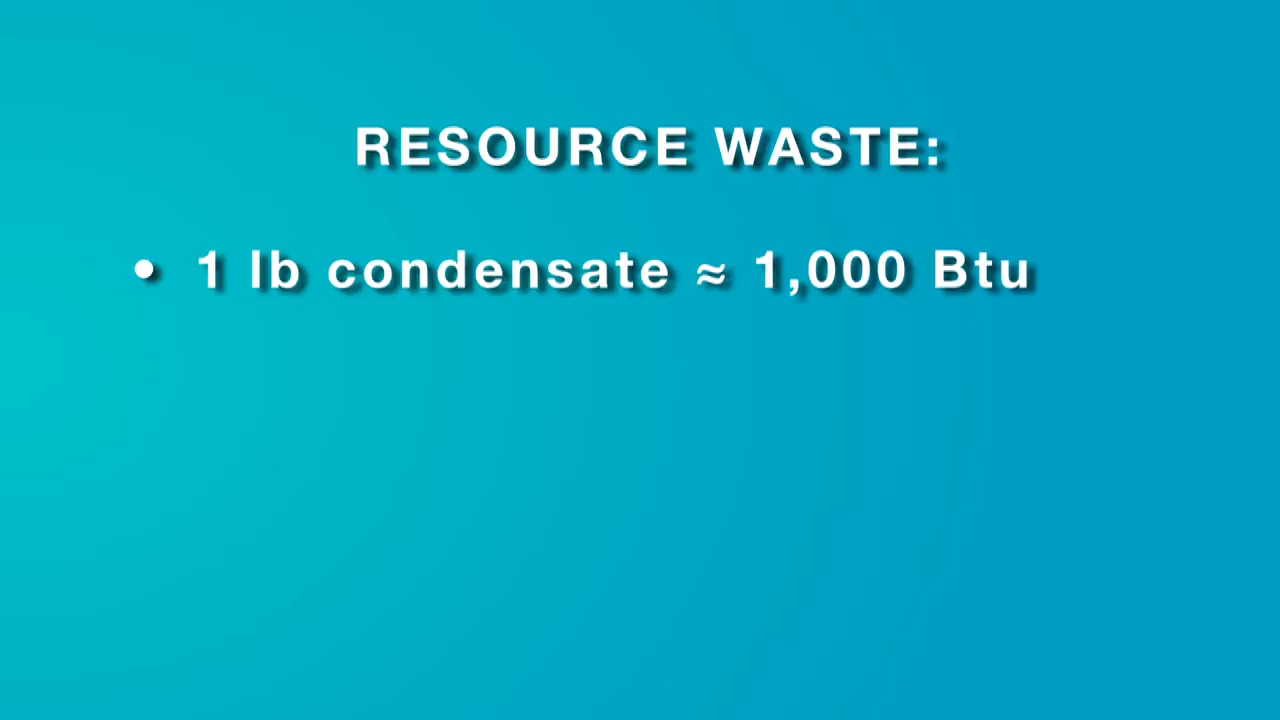 RESOURCE WASTE:
• 1 lb condensate ≈ 1,000 Btu